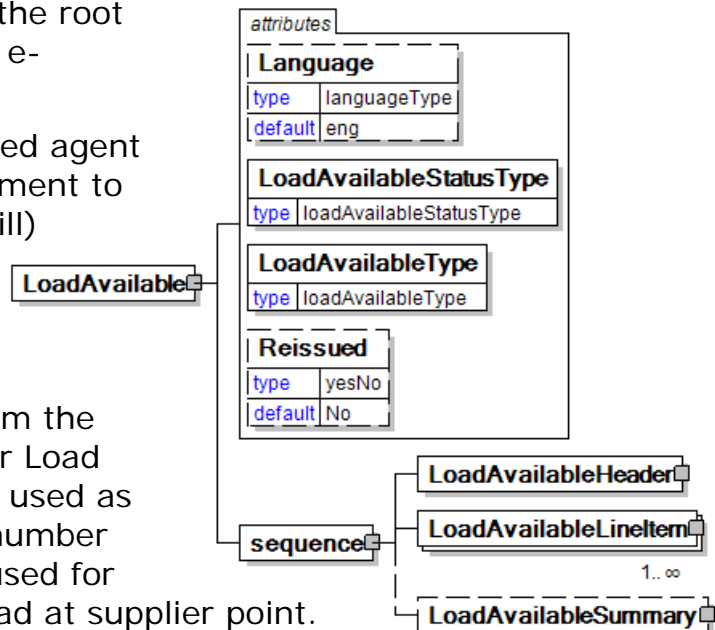 the root
e-
ed agent
ment to
ill)
m the
r Load
used as
number
used for
ad at supplier point.
LoadAvailable
attributes
Language
type languageType
default eng
LoadAvailableStatusType
type loadAvailableStatusType
LoadAvailableType
type loadAvailableType
Reissued
type yesNo
default No
sequence
LoadAvailableHeader
LoadAvailableLineItem
1.. ∞
LoadAvailableSummary